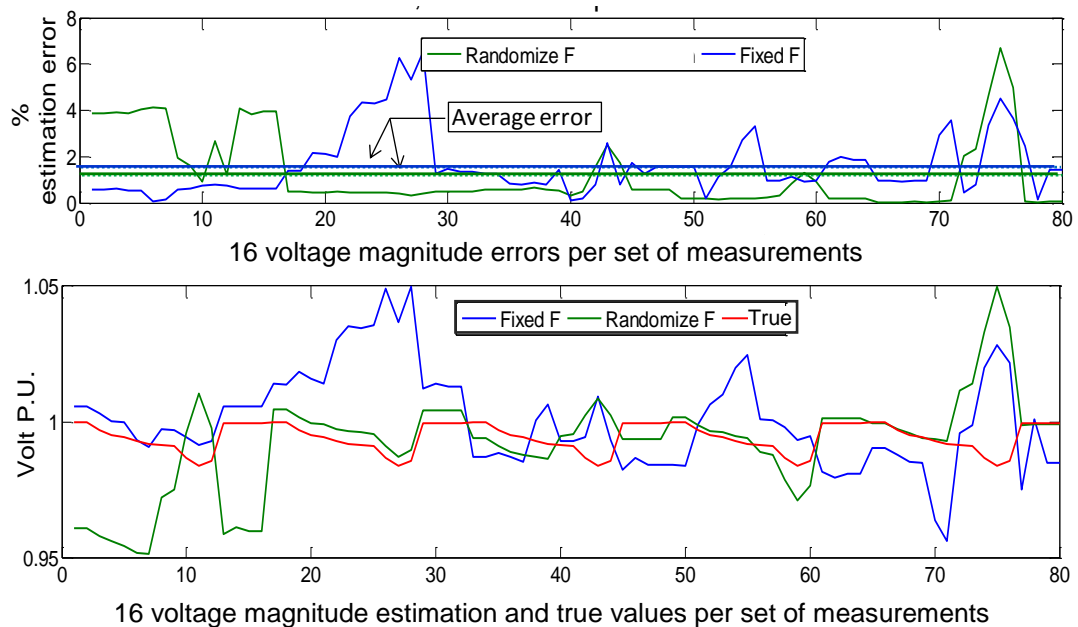 8
6
4
2
0
%
estimation error
Randomize F
Fixed F
Average error
0 10 20 30 40 50 60 70 80
16 voltage magnitude errors per set of measurements
1.05
1
0.95
Volt P.U.
Fixed F Randomize F True
0 10 20 30 40 50 60 70 80
16 voltage magnitude estimation and true values per set of measurements